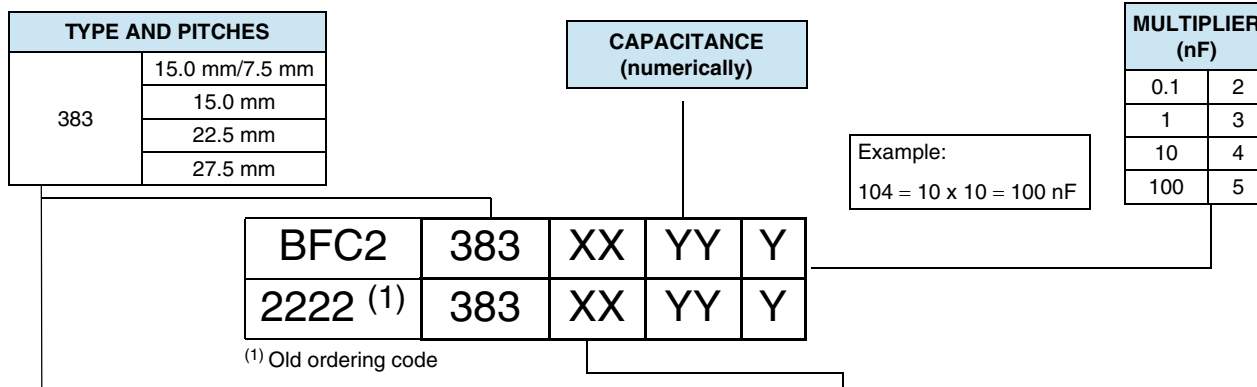 TYPE AND PITCHES
383
15.0 mm/7.5 mm
15.0 mm
22.5 mm
27.5 mm
CAPACITANCE
(numerically)
MULTIPLIER
(nF)
0.1 2
1 3
10 4
100 5
Example:
104 = 10 x 10 = 100 nF
BFC2 383 XX YY Y
2222 (1) 383 XX YY Y
(1) Old ordering code